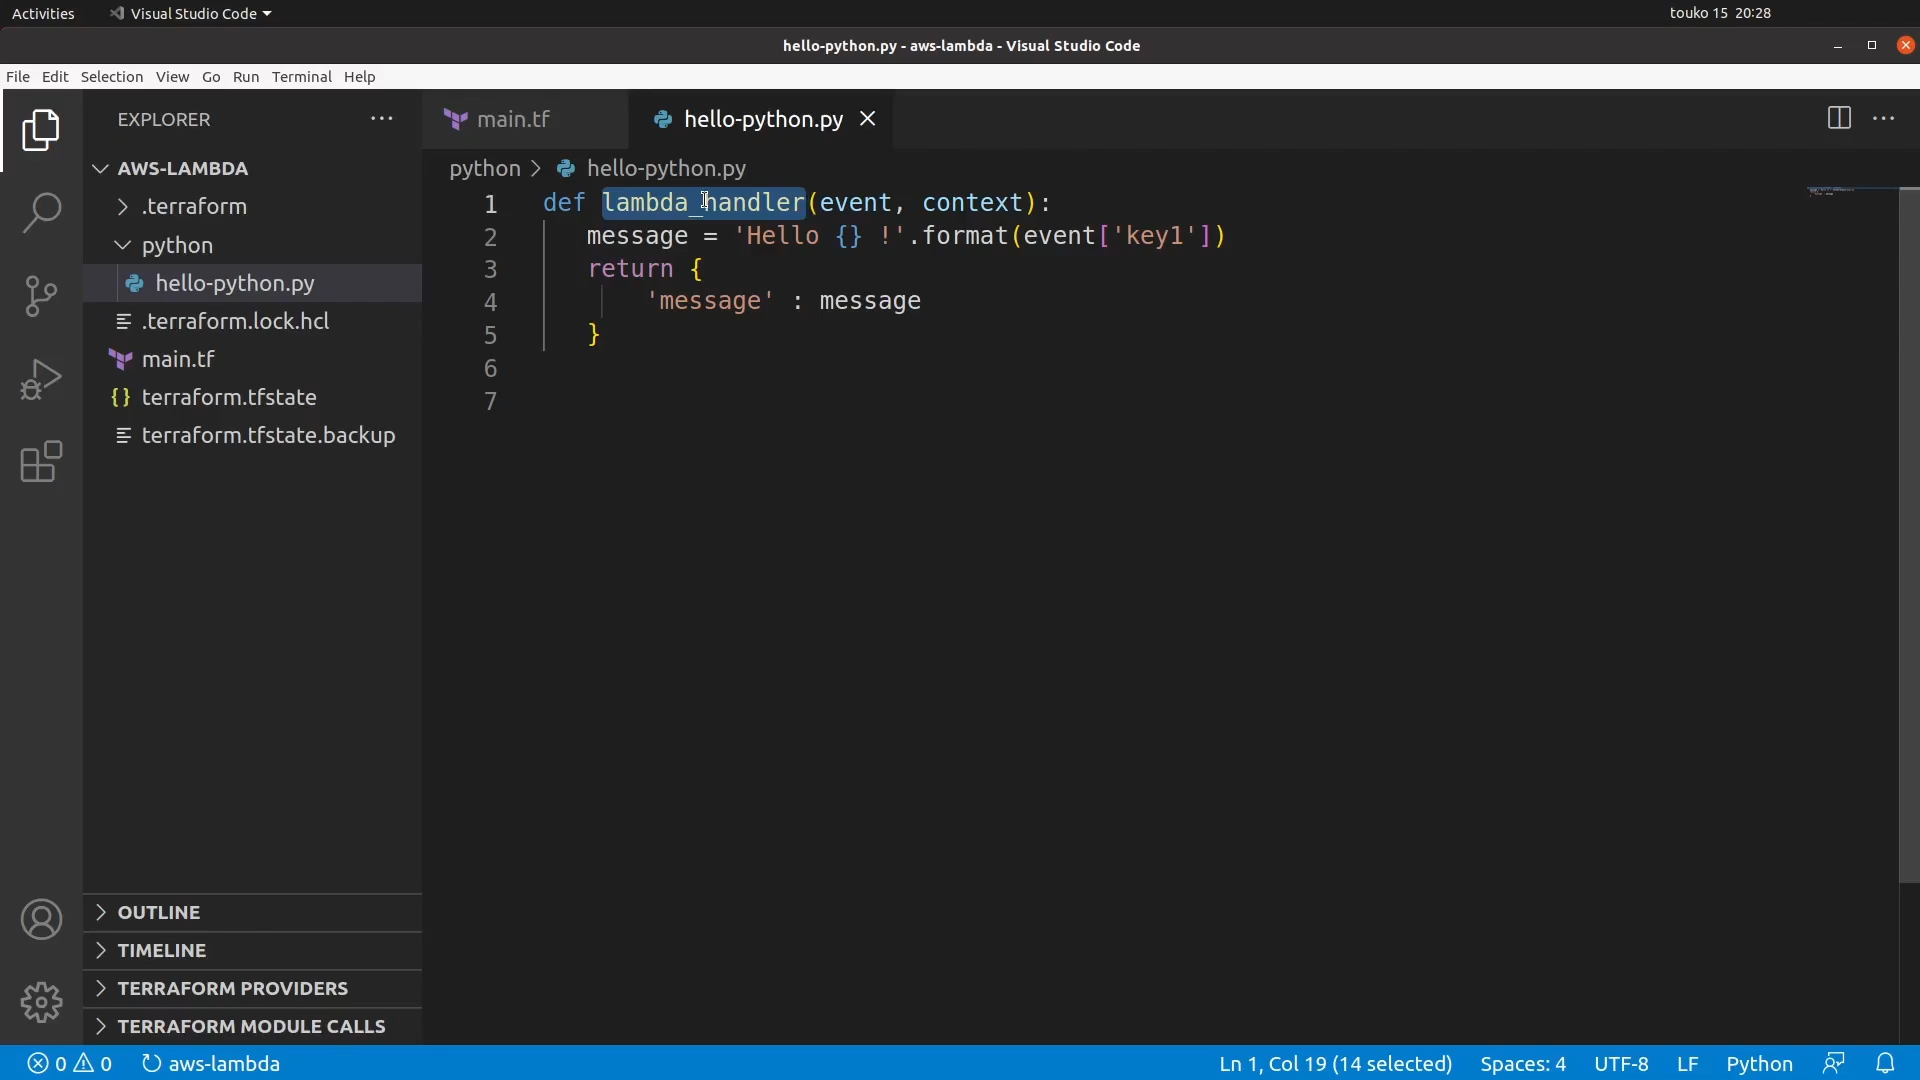 Activities Visual Studio Code touko 15 20:28
hello-python.py - aws-lambda - Visual Studio Code
File Edit Selection View Go Run Terminal Help
EXPLORER
AWS-LAMBDA
.terraform
python
hello-python.py
.terraform.lock.hcl
main.tf
terraform.tfstate
terraform.tfstate.backup
OUTLINE
TIMELINE
TERRAFORM PROVIDERS
TERRAFORM MODULE CALLS
main.tf hello-python.py
python > hello-python.py
1 def lambda_handler(event, context):
2 message = 'Hello {} !'.format(event['key1'])
3 return {
4 'message' : message
5 }
6
7
0 0 aws-lambda Ln 1, Col 19 (14 selected) Spaces: 4 UTF-8 LF Python